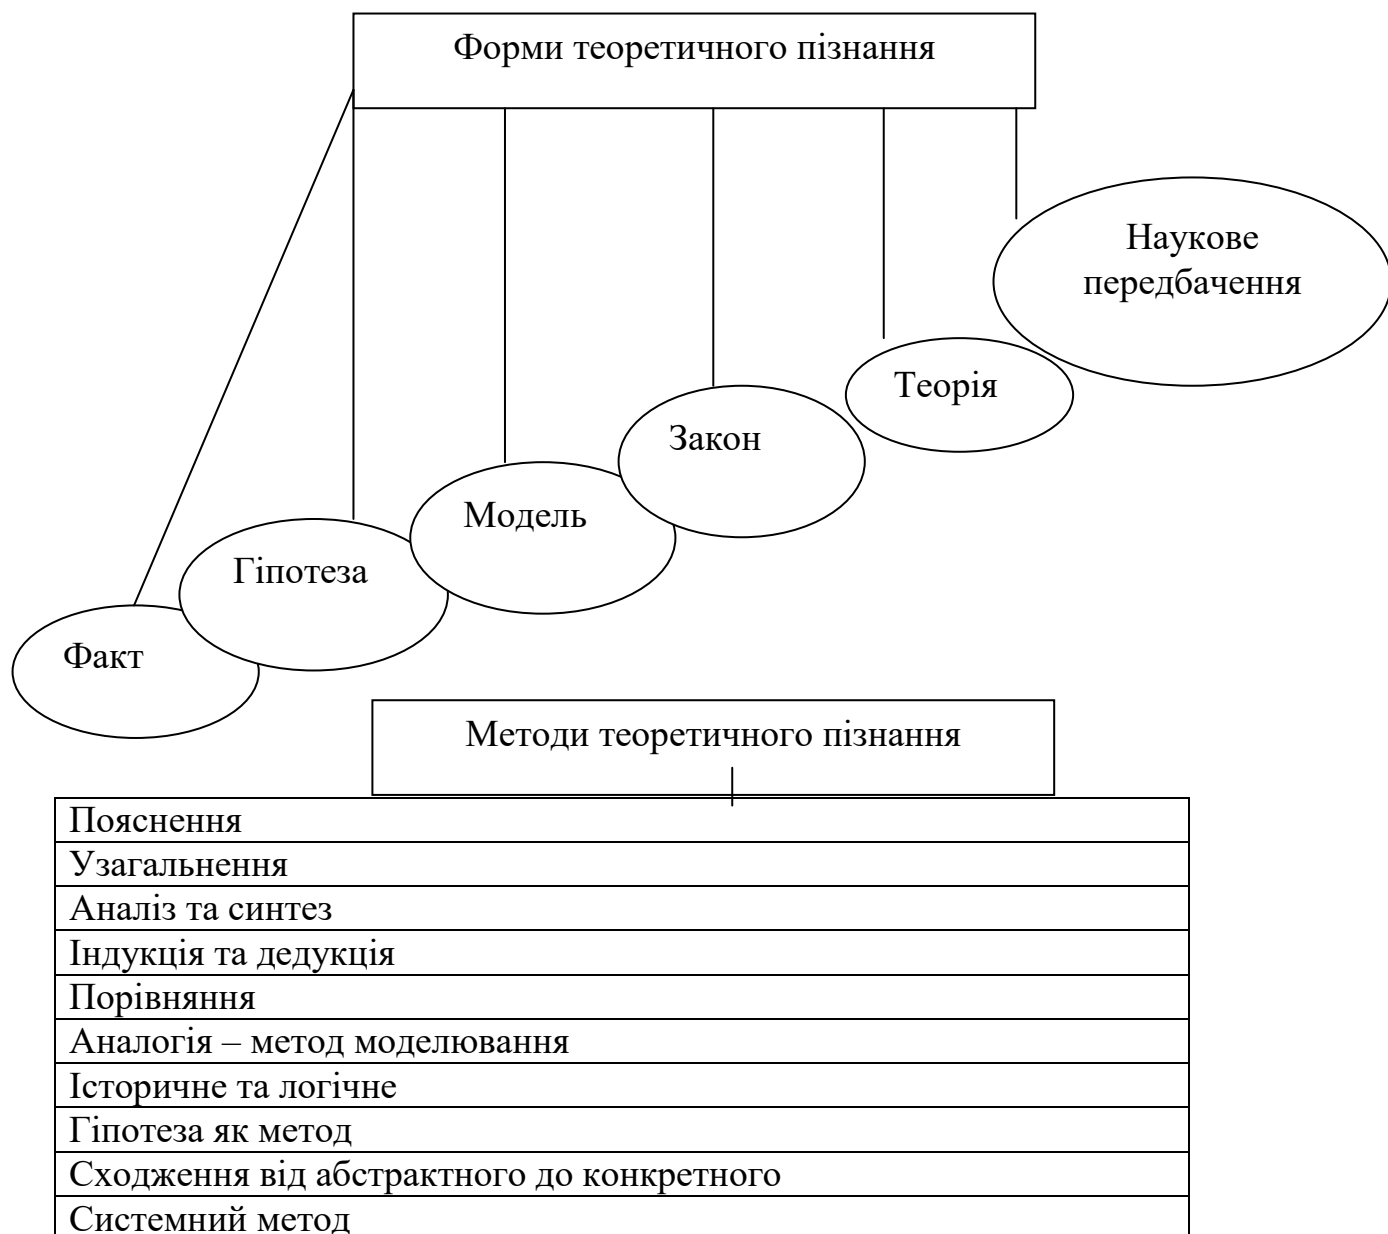 Форми теоретичного пізнання
Наукове
передбачення
Теорія
Закон
Модель
Гіпотеза
Факт
Методи теоретичного пізнання
Пояснення
Узагальнення
Аналіз та синтез
Індукція та дедукція
Порівняння
Аналогія – метод моделювання
Історичне та логічне
Гіпотеза як метод
Сходження від абстрактного до конкретного
Системний метод